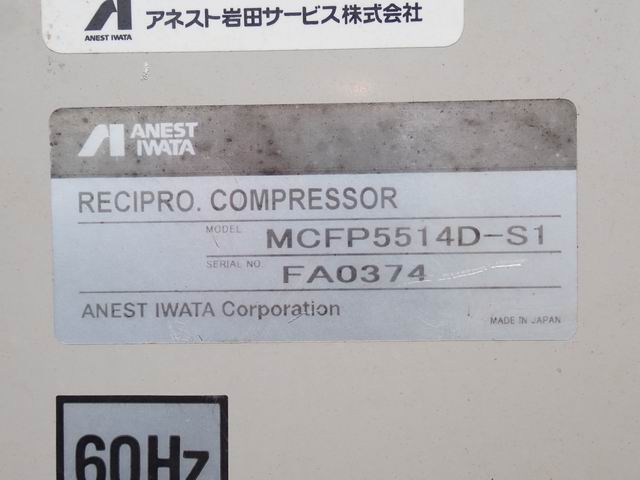 アネスト岩田サービス株式会社
ANEST IWATA
ANEST
IWATA
RECIPRO. COMPRESSOR
MODEL MCFP5514D-S1
SERIAL NO. FA0374
ANEST IWATA Corporation
MADE IN JAPAN
60Hz